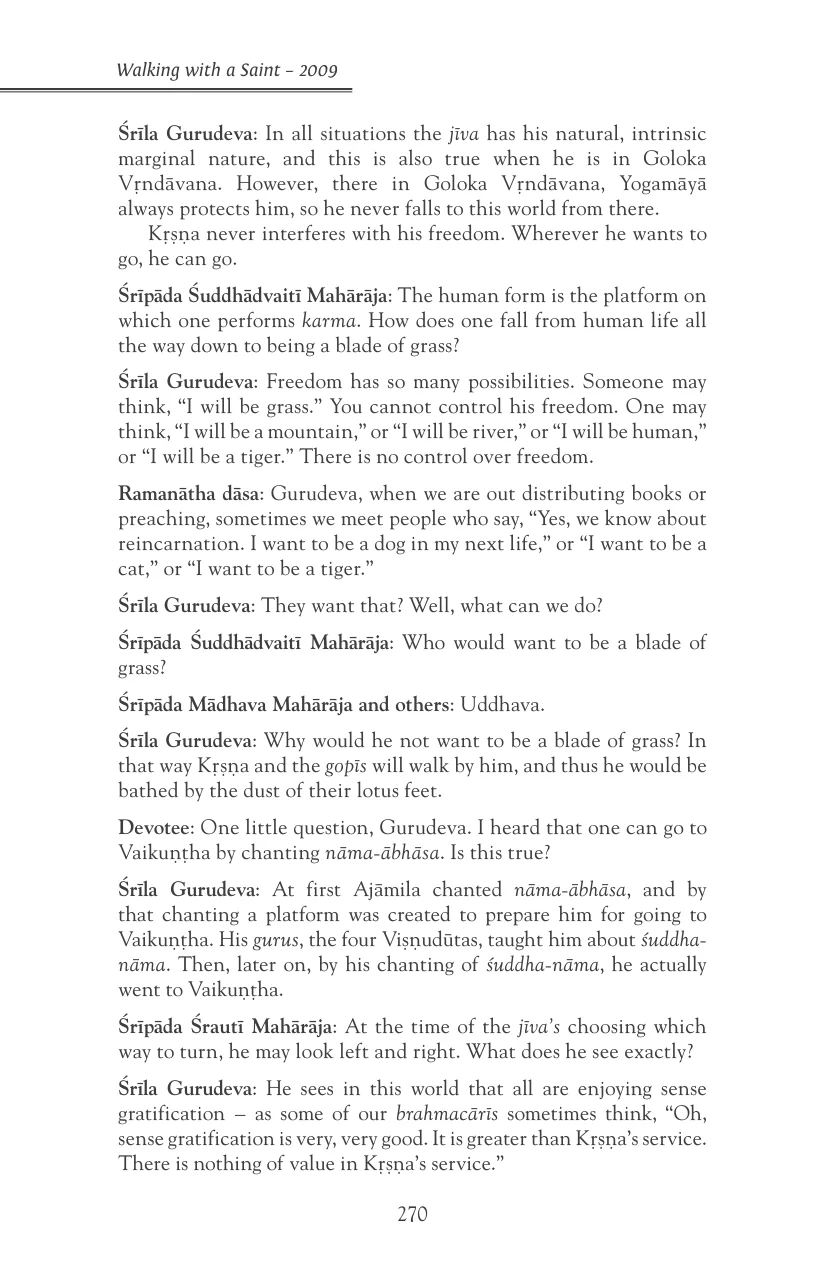 Walking with a Saint – 2009
Śrīla Gurudeva: In all situations the jīva has his natural, intrinsic
marginal nature, and this is also true when he is in Goloka
Vṛndāvana. However, there in Goloka Vṛndāvana, Yogamāyā
always protects him, so he never falls to this world from there.
Kṛṣṇa never interferes with his freedom. Wherever he wants to
go, he can go.
Śrīpāda Śuddhādvaitī Mahārāja: The human form is the platform on
which one performs karma. How does one fall from human life all
the way down to being a blade of grass?
Śrīla Gurudeva: Freedom has so many possibilities. Someone may
think, “I will be grass.” You cannot control his freedom. One may
think, “I will be a mountain,” or “I will be river,” or “I will be human,”
or “I will be a tiger.” There is no control over freedom.
Ramanātha dāsa: Gurudeva, when we are out distributing books or
preaching, sometimes we meet people who say, “Yes, we know about
reincarnation. I want to be a dog in my next life,” or “I want to be a
cat,” or “I want to be a tiger.”
Śrīla Gurudeva: They want that? Well, what can we do?
Śrīpāda Śuddhādvaitī Mahārāja: Who would want to be a blade of
grass?
Śrīpāda Mādhava Mahārāja and others: Uddhava.
Śrīla Gurudeva: Why would he not want to be a blade of grass? In
that way Kṛṣṇa and the gopīs will walk by him, and thus he would be
bathed by the dust of their lotus feet.
Devotee: One little question, Gurudeva. I heard that one can go to
Vaikuṇṭha by chanting nāma-ābhāsa. Is this true?
Śrīla Gurudeva: At first Ajāmila chanted nāma-ābhāsa, and by
that chanting a platform was created to prepare him for going to
Vaikuṇṭha. His gurus, the four Viṣṇudūtas, taught him about śuddha-
nāma. Then, later on, by his chanting of śuddha-nāma, he actually
went to Vaikuṇṭha.
Śrīpāda Śrautī Mahārāja: At the time of the jīva’s choosing which
way to turn, he may look left and right. What does he see exactly?
Śrīla Gurudeva: He sees in this world that all are enjoying sense
gratification – as some of our brahmacārīs sometimes think, “Oh,
sense gratification is very, very good. It is greater than Kṛṣṇa’s service.
There is nothing of value in Kṛṣṇa’s service.”
270